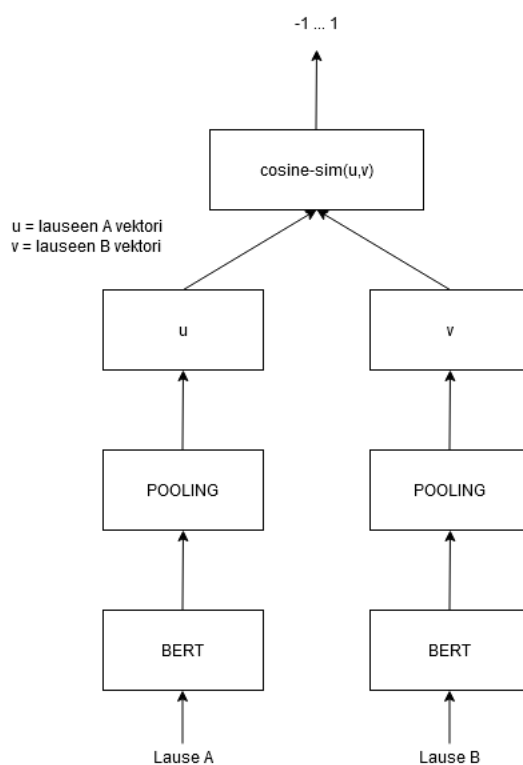 -1 ... 1
cosine-sim(u,v)
u = lauseen A vektori
v = lauseen B vektori
u
v
POOLING
POOLING
BERT
BERT
Lause A
Lause B